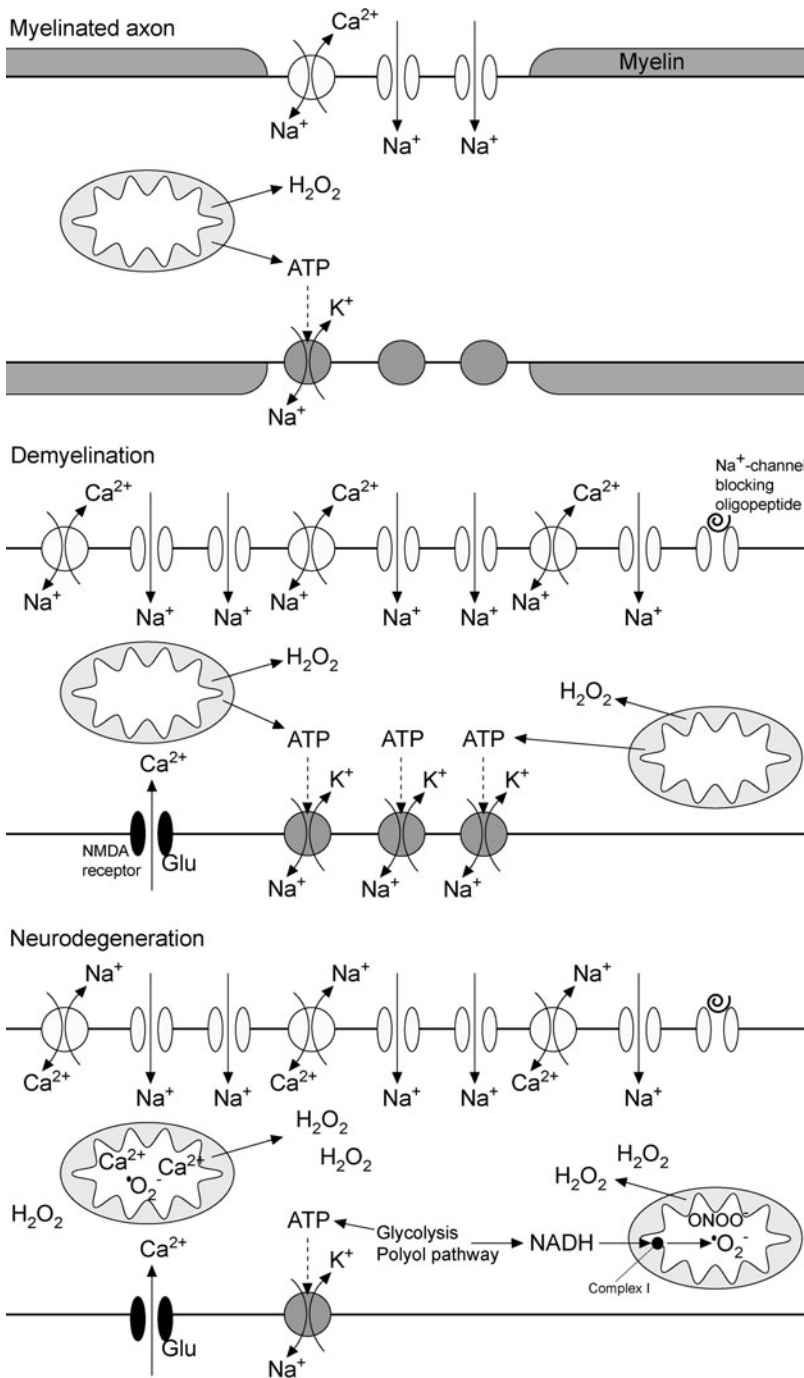 Myelinated axon
Ca²⁺
Myelin
Na⁺
Na⁺ Na⁺
H₂O₂
ATP
K⁺
Na⁺
Demyelination
Na⁺-channel
blocking
oligopeptide
Ca²⁺ Ca²⁺ Ca²⁺
Na⁺ Na⁺ Na⁺ Na⁺ Na⁺ Na⁺ Na⁺ Na⁺
H₂O₂
H₂O₂
ATP ATP ATP
Ca²⁺
K⁺ K⁺ K⁺
NMDA
receptor
Glu
Na⁺ Na⁺ Na⁺
Neurodegeneration
Na⁺ Na⁺ Na⁺
Ca²⁺ Ca²⁺ Ca²⁺
Na⁺ Na⁺ Na⁺ Na⁺ Na⁺
H₂O₂
H₂O₂
Ca²⁺ Ca²⁺
•O₂⁻
H₂O₂
H₂O₂
H₂O₂
ONOO⁻
•O₂⁻
ATP
Glycolysis
Polyol pathway
NADH
Complex I
Ca²⁺
K⁺
Glu
Na⁺